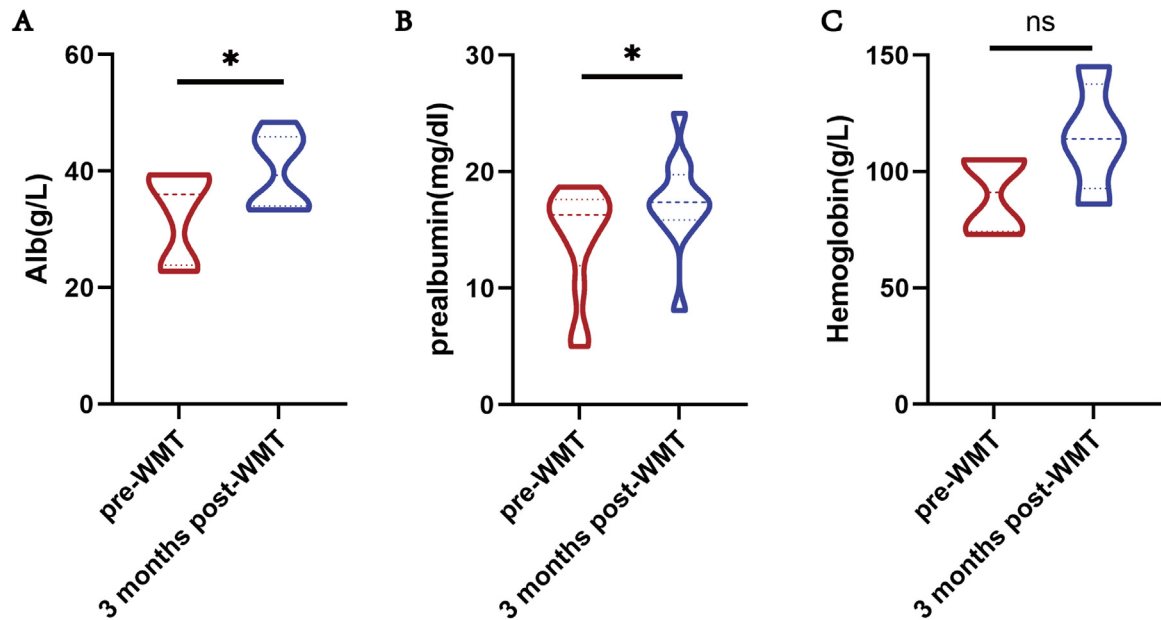 A
Alb(g/L)
60
40
20
0
*
pre-WMT
3 months post-WMT
B
prealbumin(mg/dl)
30
20
10
0
*
pre-WMT
3 months post-WMT
C
Hemoglobin(g/L)
150
100
50
0
ns
pre-WMT
3 months post-WMT